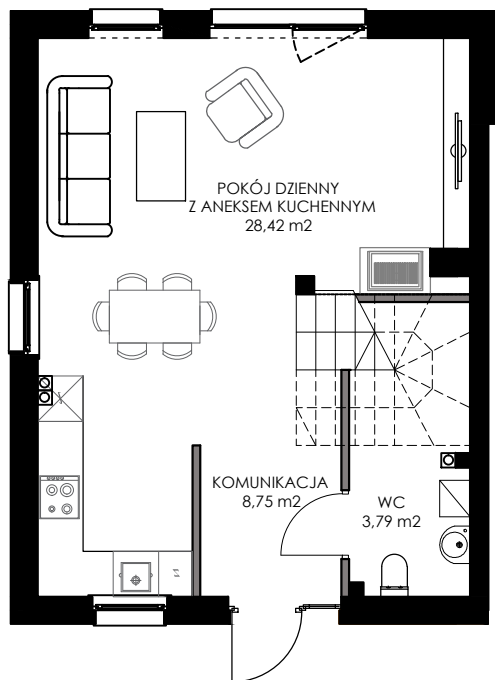 POKÓJ DZIENNY
Z ANEKSEM KUCHENNYM
28,42 m2
KOMUNIKACJA
8,75 m2
WC
3,79 m2